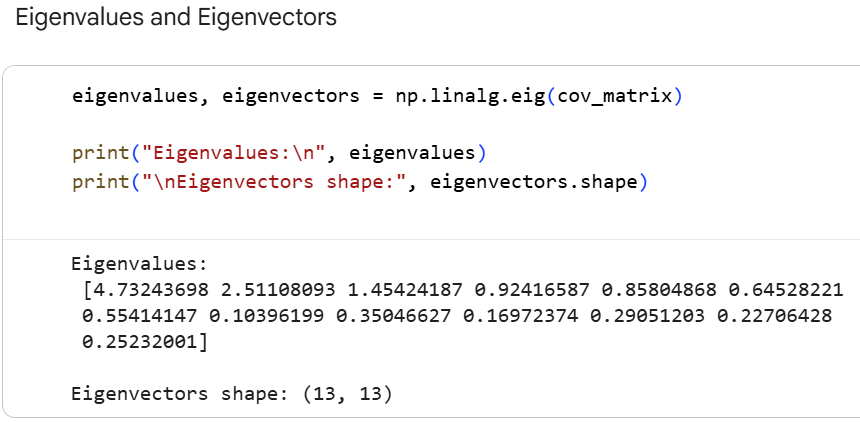 Eigenvalues and Eigenvectors
eigenvalues, eigenvectors = np.linalg.eig(cov_matrix)
print("Eigenvalues:\n", eigenvalues)
print("\nEigenvectors shape:", eigenvectors.shape)
Eigenvalues:
[4.73243698 2.51108093 1.45424187 0.92416587 0.85804868 0.64528221
0.55414147 0.10396199 0.35046627 0.16972374 0.29051203 0.22706428
0.25232001]
Eigenvectors shape: (13, 13)